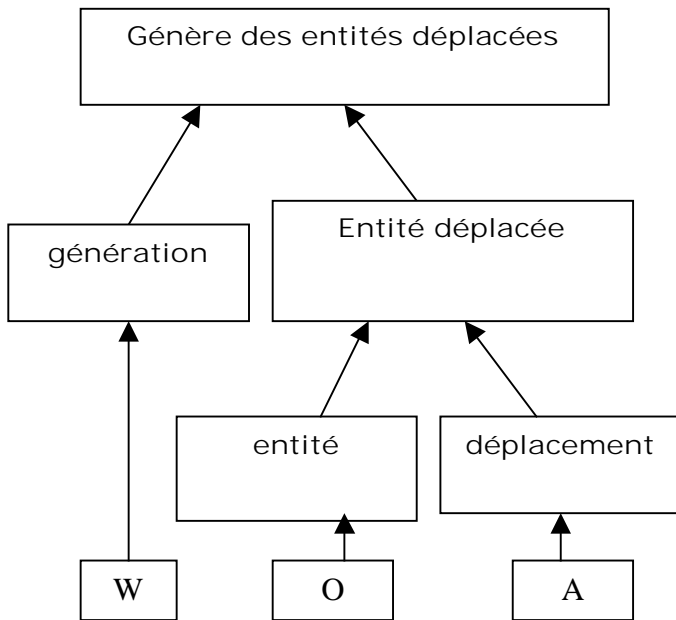 Génère des entités déplacées
génération
Entité déplacée
entité
déplacement
W
O
A